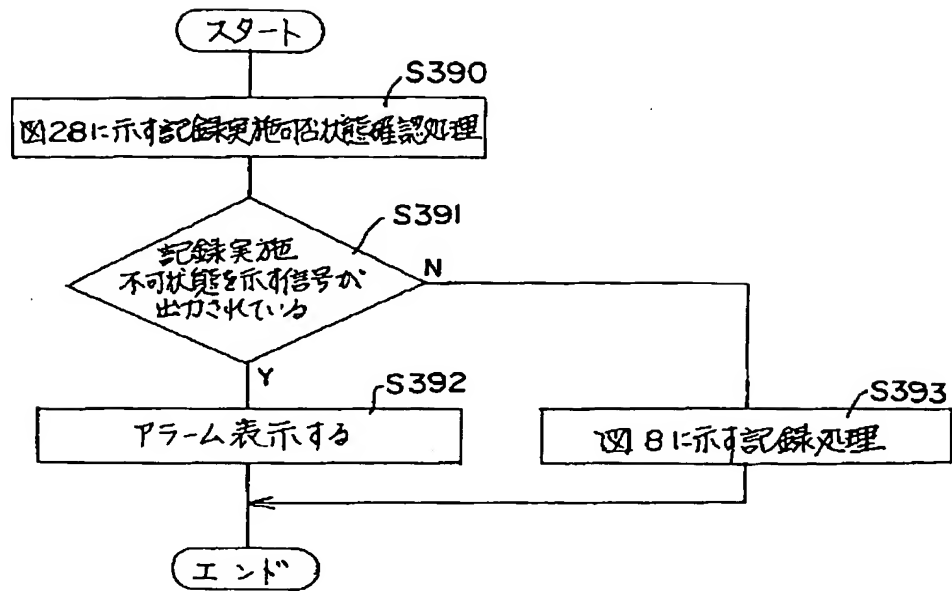 スタート
S390
図28に示す記録実施可否状態確認処理
S391
記録実施
不可状態を示す信号が
出力されている
N
Y
S392
アラーム表示する
S393
図8に示す記録処理
エンド